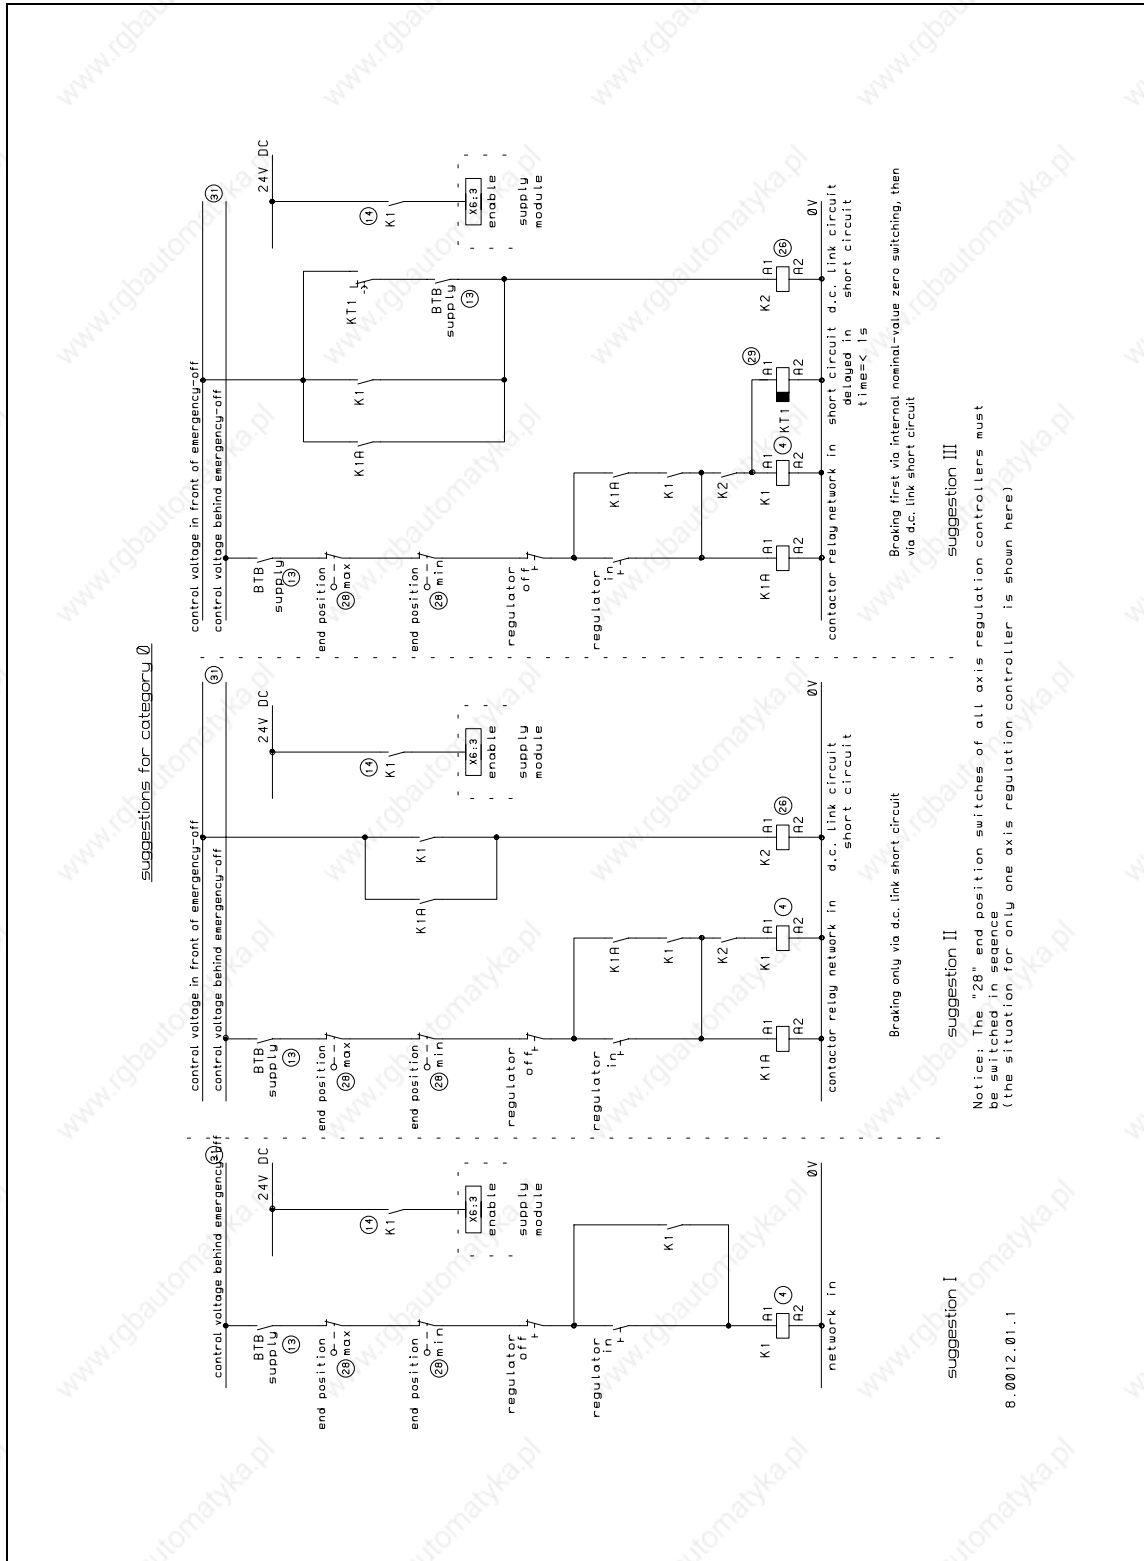 suggestions for category 0
control voltage behind emergency-off
31
24V DC
BTB
supply
13
end position
28 max
end position
28 min
regulator
off
regulator
in
14
K1
X6:3
enable
supply
module
K1
K1
A1
A2
4
0V
network in
suggestion I
8.0012.01.1
control voltage in front of emergency-off
control voltage behind emergency-off
31
24V DC
BTB
supply
13
end position
28 max
end position
28 min
regulator
off
regulator
in
K1A
K1
14
K1
X6:3
enable
supply
module
K1A
K1
K2
K1A
A1
A2
K1
A1
A2
4
K2
A1
A2
26
0V
contactor relay network in
d.c. link circuit
short circuit
Braking only via d.c. link short circuit
suggestion II
control voltage in front of emergency-off
control voltage behind emergency-off
31
24V DC
BTB
supply
13
end position
28 max
end position
28 min
regulator
off
regulator
in
K1A
K1
KT1
BTB
supply
13
14
K1
X6:3
enable
supply
module
K1A
K1
K2
K1A
A1
A2
K1
A1
A2
4
KT1
A1
A2
29
K2
A1
A2
26
0V
contactor relay network in
short circuit
delayed in
time=< 1s
d.c. link circuit
short circuit
Braking first via internal nominal-value zero switching, then
via d.c. link short circuit
suggestion III
Notice: The "28" end position switches of all axis regulation controllers must
be switched in seqence
(the situation for only one axis regulation controller is shown here)
www.rgbautomatyka.pl